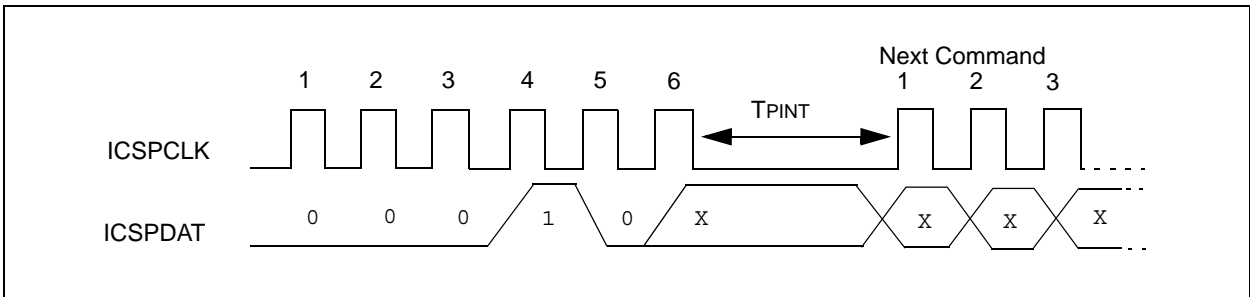 Next Command
1 2 3 4 5 6 1 2 3
TPINT
ICSPCLK
0 0 0 1 0 X X X X
ICSPDAT